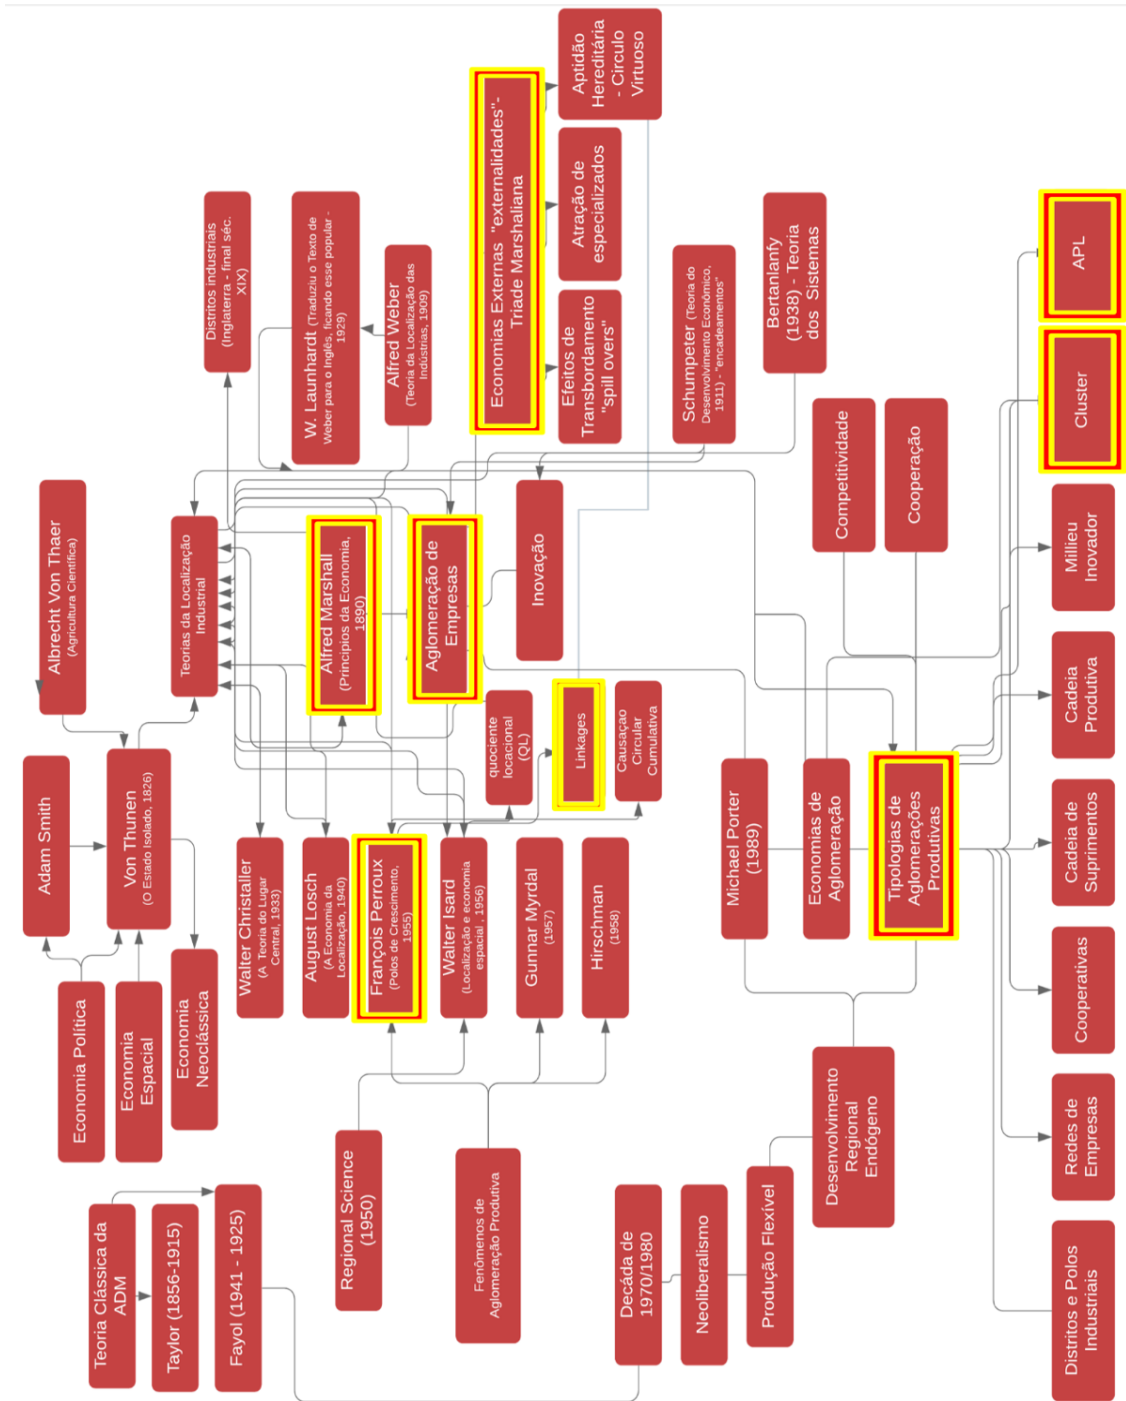 Teoria Clássica da
ADM
Taylor (1856-1915)
Fayol (1941 - 1925)
Economia Política
Economia
Espacial
Economia
Neoclássica
Adam Smith
Von Thunen
(O Estado Isolado, 1826)
Albrecht Von Thaer
(Agricultura Científica)
Teorias da Localização
Industrial
Distritos industriais
(Inglaterra - final séc.
XIX)
W. Launhardt (Traduziu o Texto de
Weber para o Inglês, ficando esse popular -
1929)
Alfred Weber
(Teoria da Localização das
Indústrias, 1909)
Alfred Marshall
(Principios da Economia,
1890)
Aglomeração de
Empresas
Economias Externas "externalidades"-
Tríade Marshaliana
Aptidão
Hereditária
- Circulo
Virtuoso
Atração de
especializados
Efeitos de
Transbordamento
"spill overs"
Walter Christaller
(A Teoria do Lugar
Central, 1933)
August Losch
(A Economia da
Localização, 1940)
François Perroux
(Polos de Crescimento,
1955)
Walter Isard
(Localização e economia
espacial , 1956)
Gunnar Myrdal
(1957)
Hirschman
(1958)
Regional Science
(1950)
Fenômenos de
Aglomeração Produtiva
quociente
locacional
(QL)
Linkages
Causaçao
Circular
Cumulativa
Inovação
Schumpeter (Teoria do
Desenvolvimento Econômico,
1911) - "encadeamentos"
Bertanlanfy
(1938) - Teoria
dos Sistemas
Decáda de
1970/1980
Neoliberalismo
Produção Flexível
Desenvolvimento
Regional
Endógeno
Michael Porter
(1989)
Economias de
Aglomeração
Tipologias de
Aglomerações
Produtivas
Competitividade
Cooperação
Distritos e Polos
Industriais
Redes de
Empresas
Cooperativas
Cadeia de
Suprimentos
Cadeia
Produtiva
Millieu
Inovador
Cluster
APL